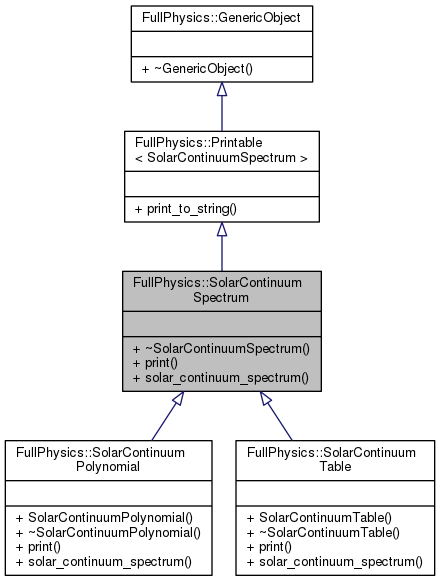 FullPhysics::GenericObject
+ ~GenericObject()
FullPhysics::Printable
< SolarContinuumSpectrum >
+ print_to_string()
FullPhysics::SolarContinuum
Spectrum
+ ~SolarContinuumSpectrum()
+ print()
+ solar_continuum_spectrum()
FullPhysics::SolarContinuum
Polynomial
+ SolarContinuumPolynomial()
+ ~SolarContinuumPolynomial()
+ print()
+ solar_continuum_spectrum()
FullPhysics::SolarContinuum
Table
+ SolarContinuumTable()
+ ~SolarContinuumTable()
+ print()
+ solar_continuum_spectrum()